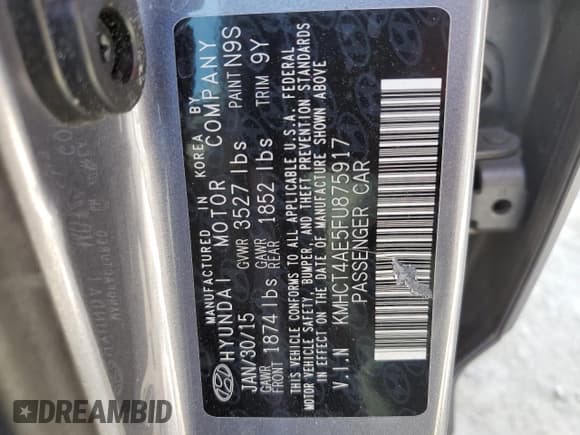 MANUFACTURED IN KOREA BY
HYUNDAI MOTOR COMPANY
JAN/30/15 GVWR 3527 lbs PAINT N9S
GAWR FRONT 1874 lbs GAWR REAR 1852 lbs TRIM 9Y
THIS VEHICLE CONFORMS TO ALL APPLICABLE U.S.A. FEDERAL
MOTOR VEHICLE SAFETY, BUMPER, AND THEFT PREVENTION STANDARDS
IN EFFECT ON THE DATE OF MANUFACTURE SHOWN ABOVE
V.I.N KMHCT4AE5FU875917
PASSENGER CAR
DREAMBID